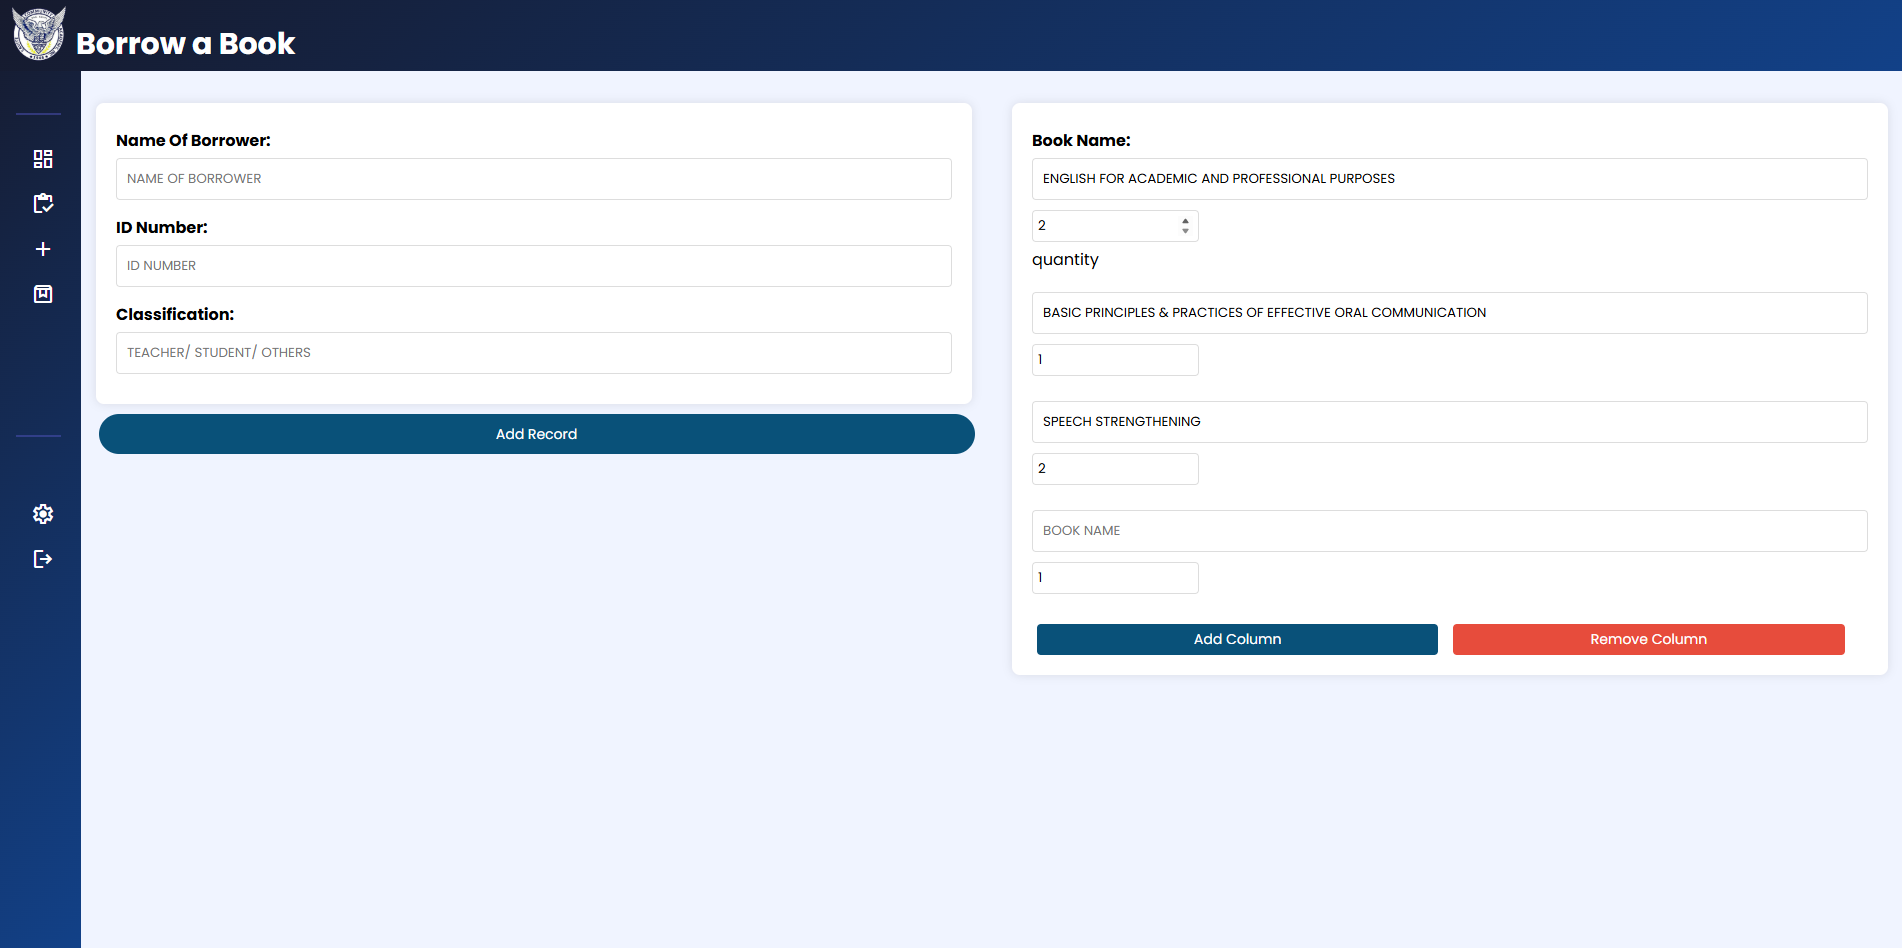 Borrow a Book
Name Of Borrower:
NAME OF BORROWER
ID Number:
ID NUMBER
Classification:
TEACHER/ STUDENT/ OTHERS
Add Record
Book Name:
ENGLISH FOR ACADEMIC AND PROFESSIONAL PURPOSES
2
quantity
BASIC PRINCIPLES & PRACTICES OF EFFECTIVE ORAL COMMUNICATION
1
SPEECH STRENGTHENING
2
BOOK NAME
1
Add Column
Remove Column